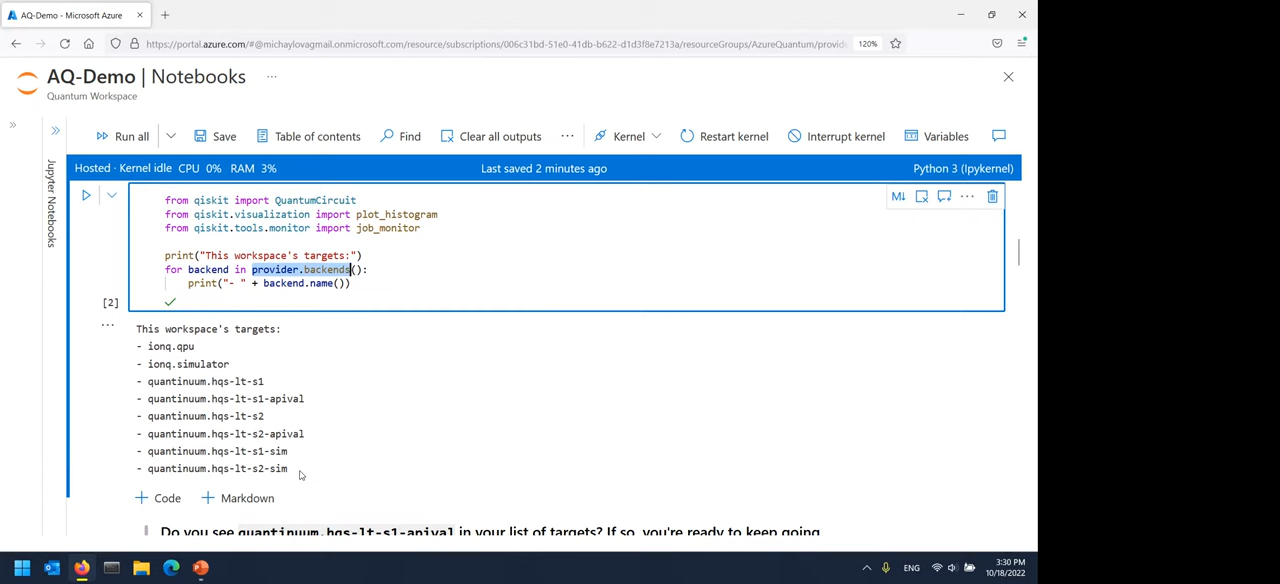 AQ-Demo - Microsoft Azure
https://portal.azure.com/#@michaylovagmail.onmicrosoft.com/resource/subscriptions/006c31bd-51e0-41db-b622-d1d3f8e7213a/resourceGroups/AzureQuantum/provid
120%
AQ-Demo | Notebooks
Quantum Workspace
Jupyter Notebooks
Run all
Save
Table of contents
Find
Clear all outputs
Kernel
Restart kernel
Interrupt kernel
Variables
Hosted · Kernel idle CPU 0% RAM 3%
Last saved 2 minutes ago
Python 3 (Ipykernel)
M↓
from qiskit import QuantumCircuit
from qiskit.visualization import plot_histogram
from qiskit.tools.monitor import job_monitor
print("This workspace's targets:")
for backend in provider.backends():
print("- " + backend.name())
[2]
This workspace's targets:
- ionq.qpu
- ionq.simulator
- quantinuum.hqs-lt-s1
- quantinuum.hqs-lt-s1-apival
- quantinuum.hqs-lt-s2
- quantinuum.hqs-lt-s2-apival
- quantinuum.hqs-lt-s1-sim
- quantinuum.hqs-lt-s2-sim
Code
Markdown
Do you see quantinuum.hqs-lt-s1-apival in your list of targets? If so, you're ready to keep going.
ENG
3:30 PM
10/18/2022